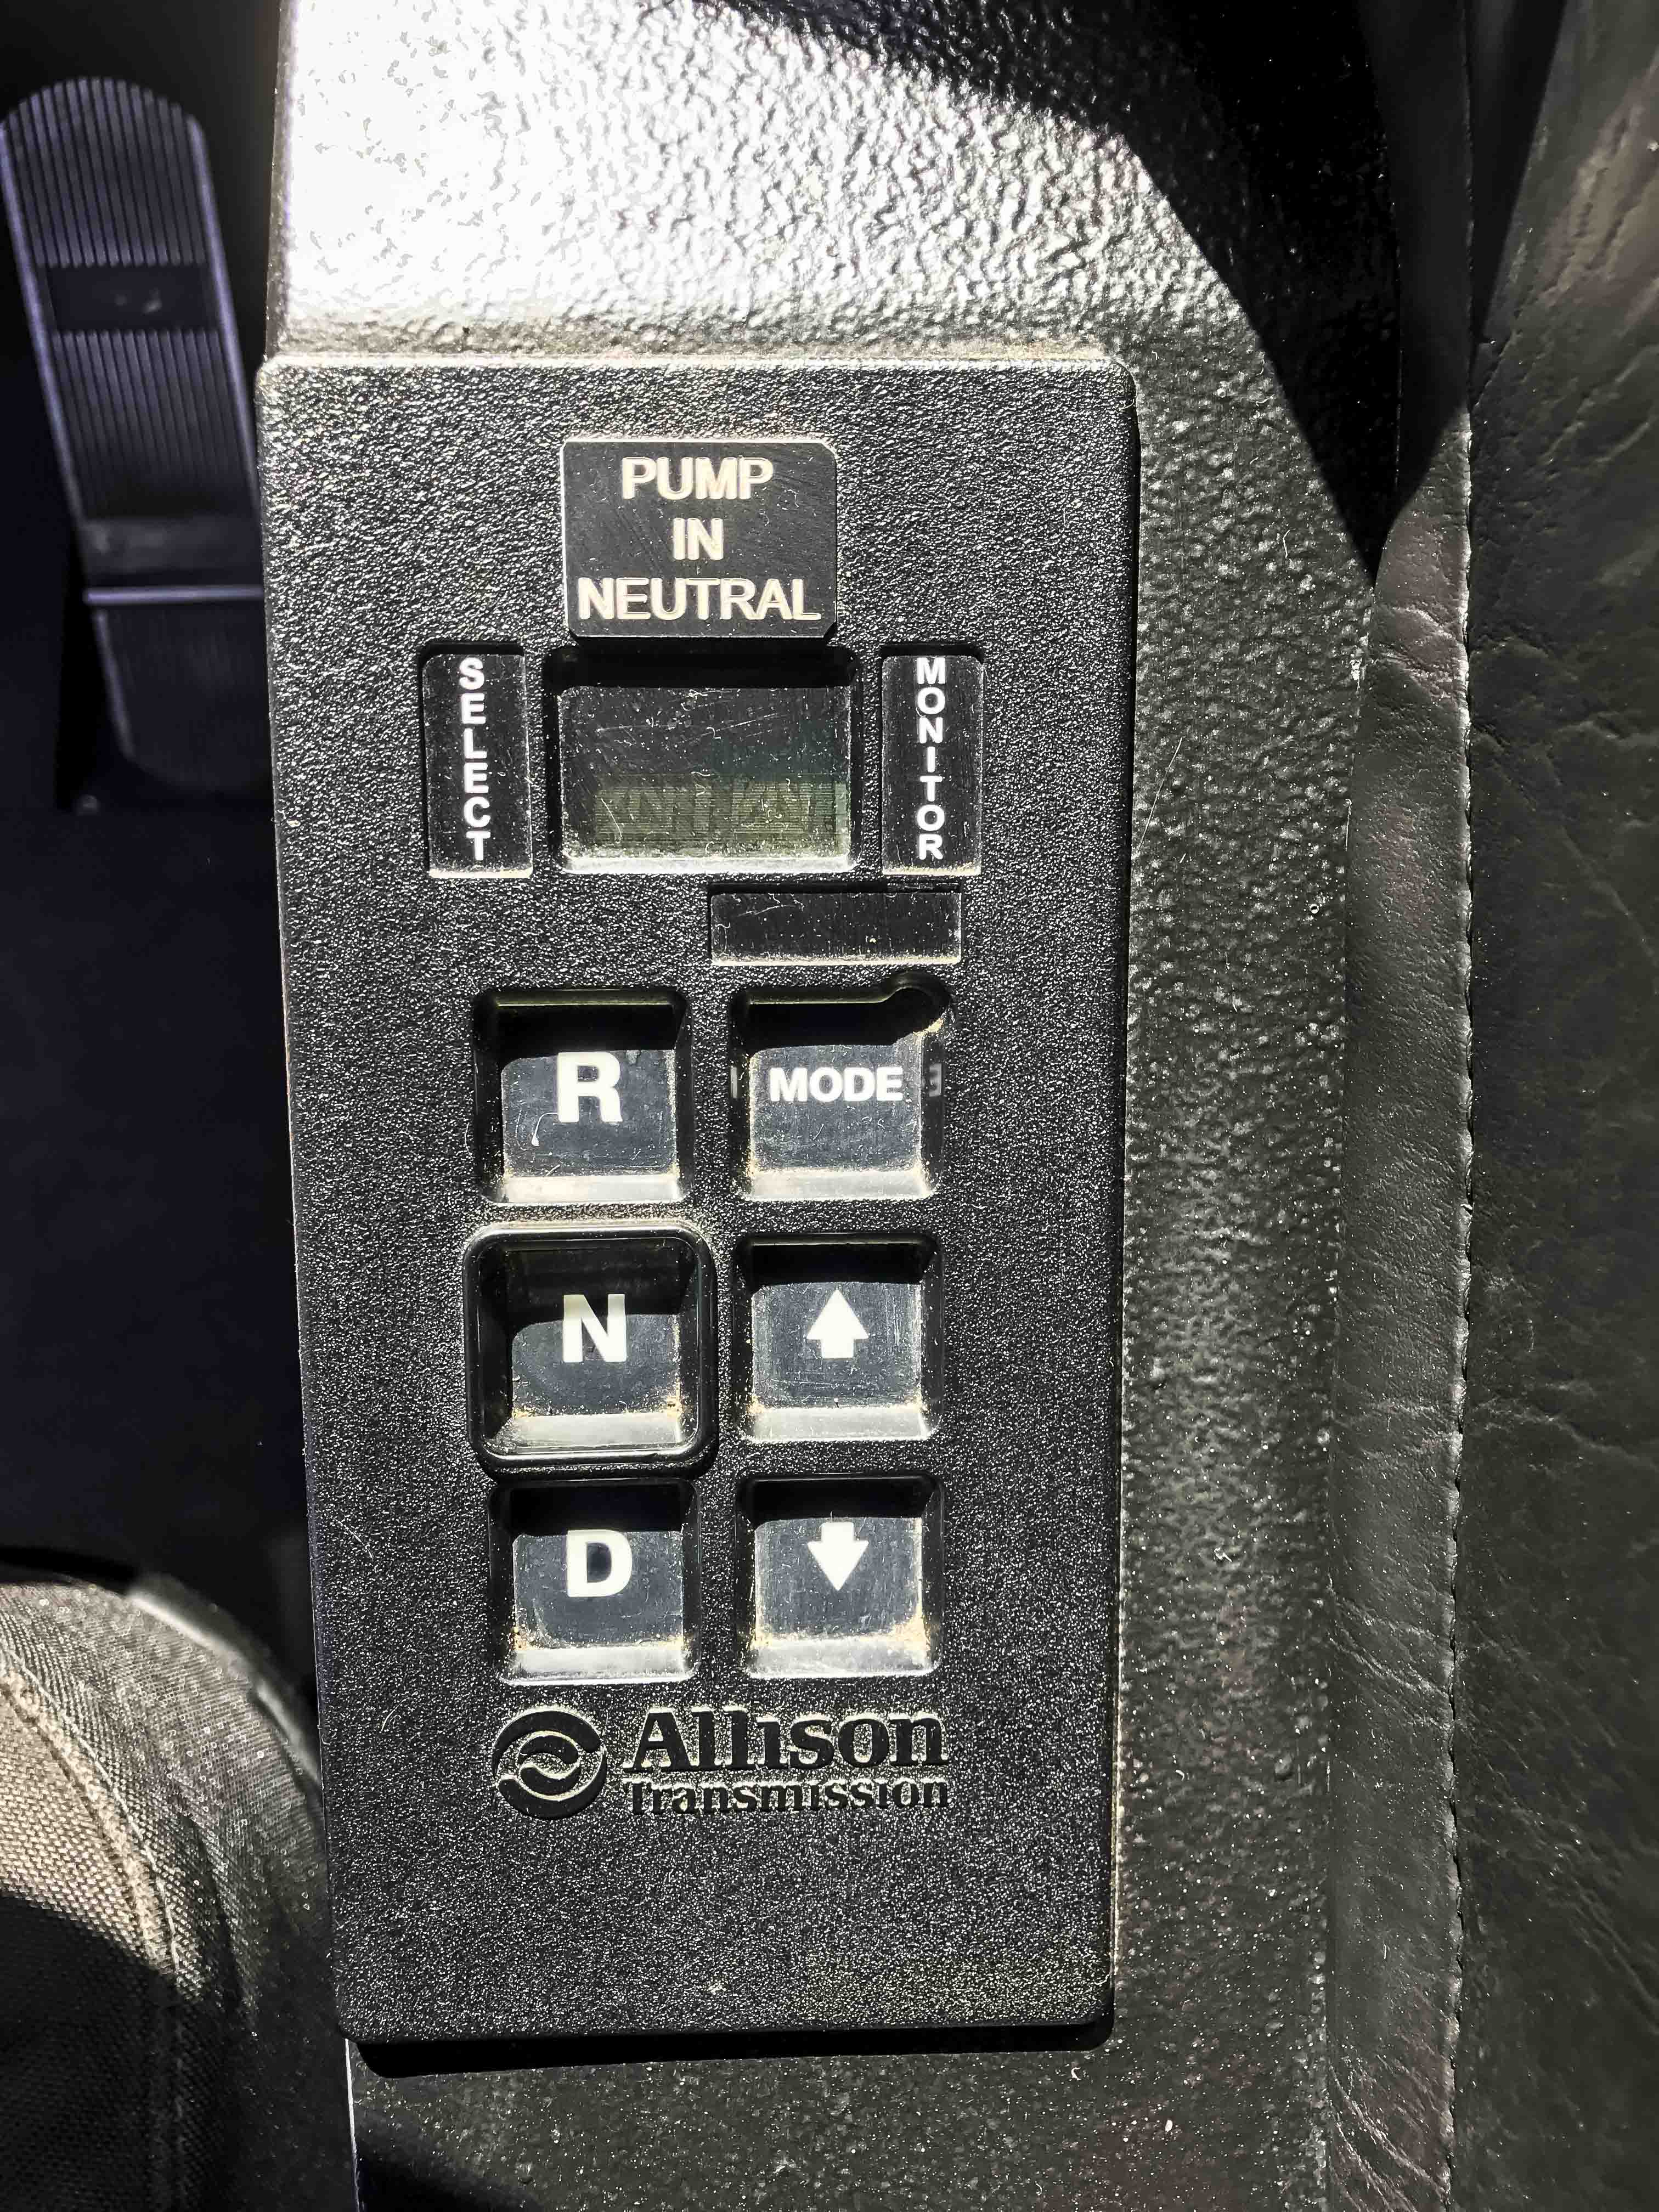 PUMP
IN
NEUTRAL
SELECT
MONITOR
R
MODE
N
D
Allison
Transmission